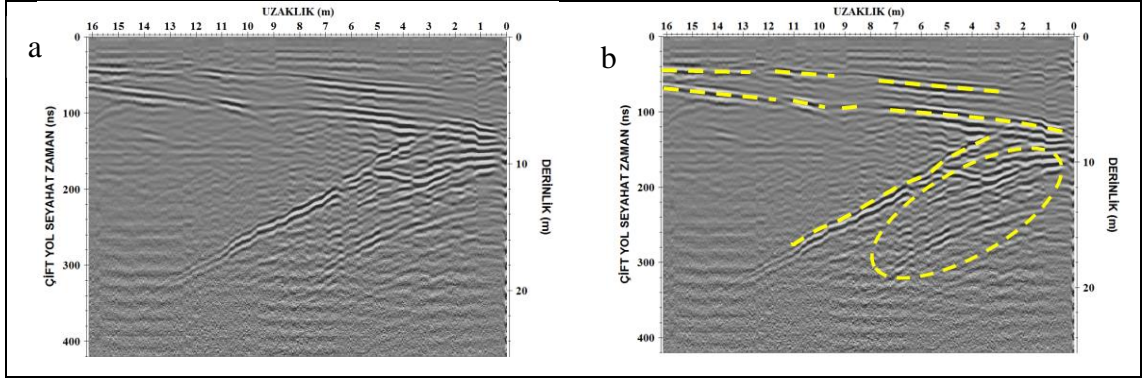 a
UZAKLIK (m)
16 15 14 13 12 11 10 9 8 7 6 5 4 3 2 1 0
ÇİFT YOL SEYAHAT ZAMAN (ns)
0
100
200
300
400
DERİNLİK (m)
0
10
20
b
UZAKLIK (m)
16 15 14 13 12 11 10 9 8 7 6 5 4 3 2 1 0
ÇİFT YOL SEYAHAT ZAMAN (ns)
0
100
200
300
400
DERİNLİK (m)
0
10
20